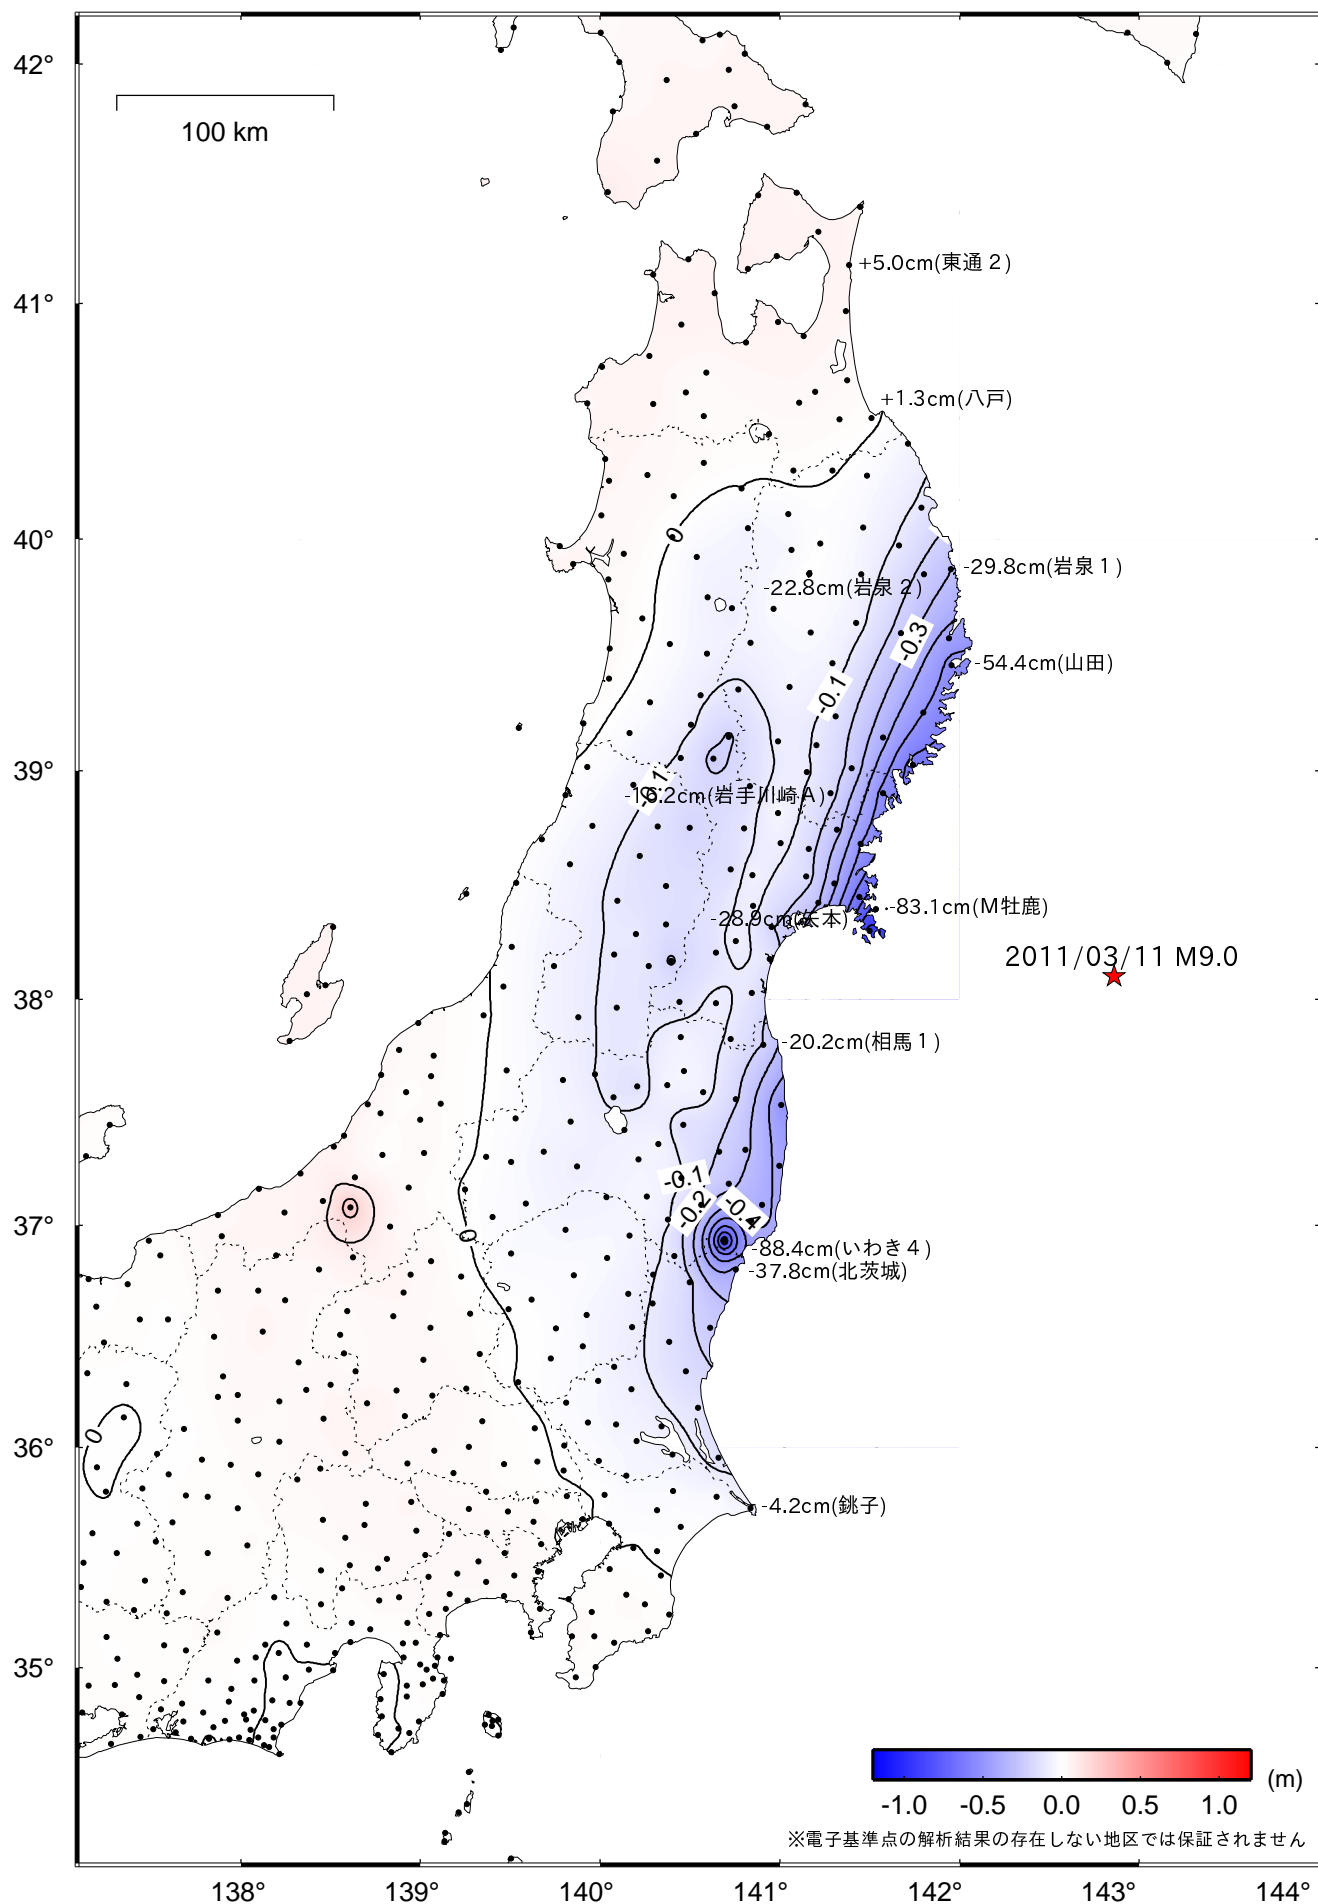 42°
100 km
+5.0cm(東通２)
41°
+1.3cm(八戸)
0
40°
-29.8cm(岩泉１)
-22.8cm(岩泉２)
-0.3
-54.4cm(山田)
-0.1
39°
-0.1
-16.2cm(岩手川崎Ａ)
-83.1cm(Ｍ牡鹿)
2011/03/11 M9.0
38°
-20.2cm(相馬１)
-0.1
-0.2
-0.4
37°
0
-88.4cm(いわき４)
-37.8cm(北茨城)
0
36°
-4.2cm(銚子)
35°
(m)
-1.0 -0.5 0.0 0.5 1.0
※電子基準点の解析結果の存在しない地区では保証されません
138° 139° 140° 141° 142° 143° 144°